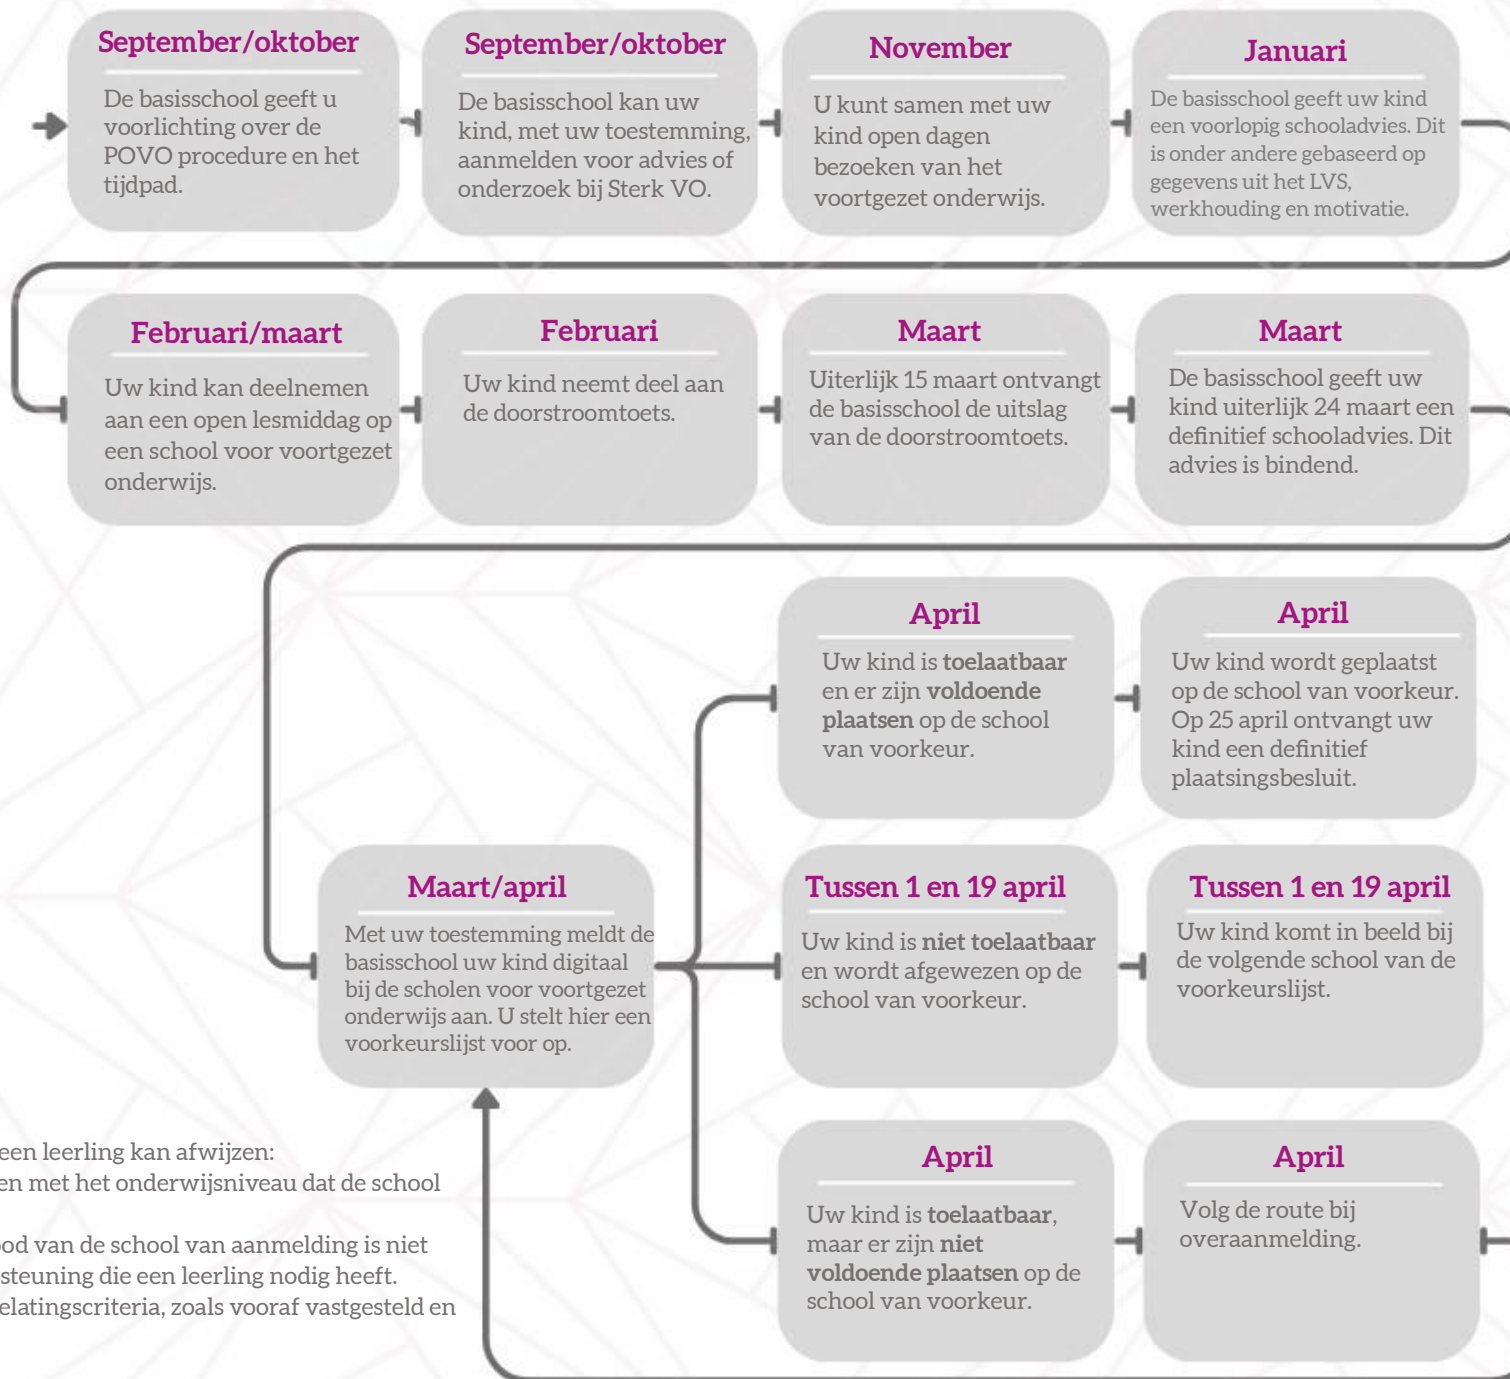 September/oktober
De basisschool geeft u
voorlichting over de
POVO procedure en het
tijdpad.
September/oktober
De basisschool kan uw
kind, met uw toestemming,
aanmelden voor advies of
onderzoek bij Sterk VO.
November
U kunt samen met uw
kind open dagen
bezoeken van het
voortgezet onderwijs.
Januari
De basisschool geeft uw kind
een voorlopig schooladvies. Dit
is onder andere gebaseerd op
gegevens uit het LVS,
werkhouding en motivatie.
Februari/maart
Uw kind kan deelnemen
aan een open lesmiddag op
een school voor voortgezet
onderwijs.
Februari
Uw kind neemt deel aan
de doorstroomtoets.
Maart
Uiterlijk 15 maart ontvangt
de basisschool de uitslag
van de doorstroomtoets.
Maart
De basisschool geeft uw
kind uiterlijk 24 maart een
definitief schooladvies. Dit
advies is bindend.
Maart/april
Met uw toestemming meldt de
basisschool uw kind digitaal
bij de scholen voor voortgezet
onderwijs aan. U stelt hier een
voorkeurslijst voor op.
April
Uw kind is toelaatbaar
en er zijn voldoende
plaatsen op de school
van voorkeur.
April
Uw kind wordt geplaatst
op de school van voorkeur.
Op 25 april ontvangt uw
kind een definitief
plaatsingsbesluit.
Tussen 1 en 19 april
Uw kind is niet toelaatbaar
en wordt afgewezen op de
school van voorkeur.
Tussen 1 en 19 april
Uw kind komt in beeld bij
de volgende school van de
voorkeurslijst.
April
Uw kind is toelaatbaar,
maar er zijn niet
voldoende plaatsen op de
school van voorkeur.
April
Volg de route bij
overaanmelding.
een leerling kan afwijzen:
en met het onderwijsniveau dat de school
od van de school van aanmelding is niet
steuning die een leerling nodig heeft.
elatingscriteria, zoals vooraf vastgesteld en